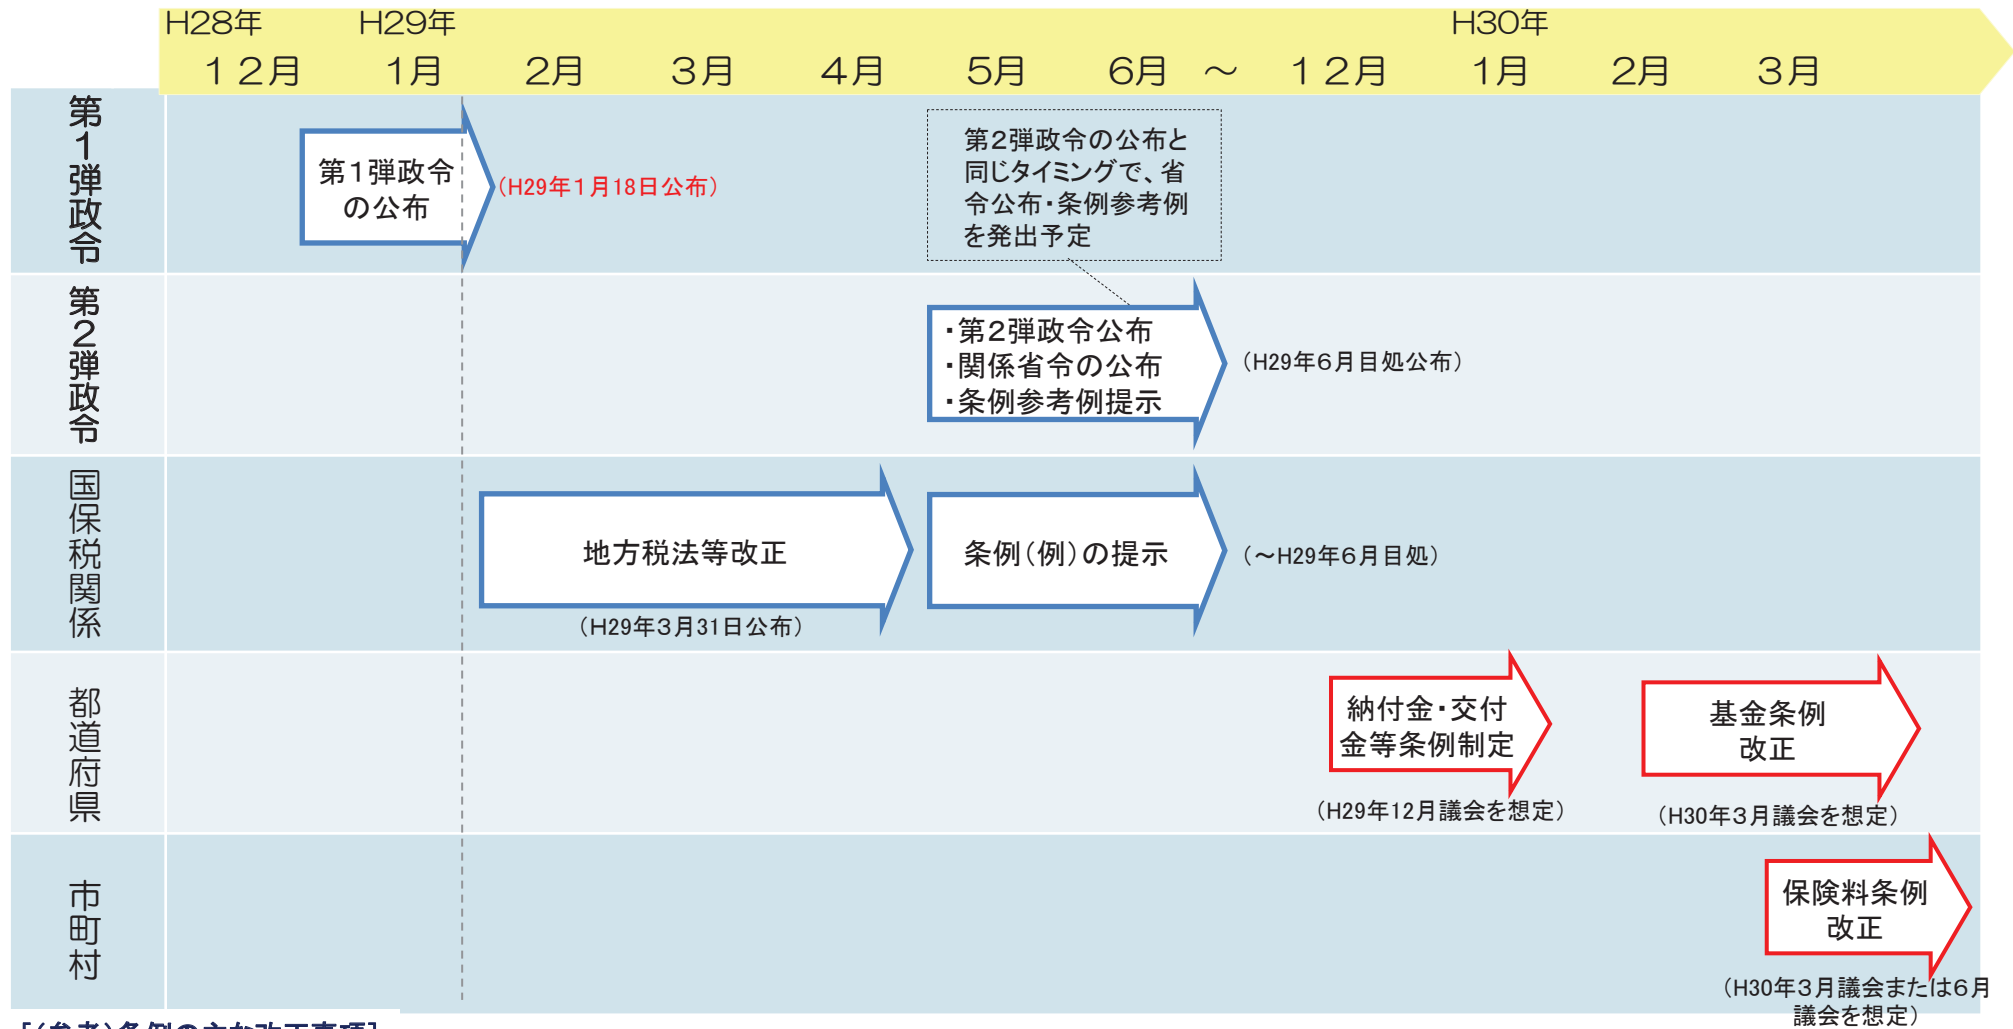 H28年 H29年 H30年
12月 1月 2月 3月 4月 5月 6月 ～ 12月 1月 2月 3月
第1弾政令
第1弾政令
の公布
（H29年1月18日公布）
第2弾政令の公布と
同じタイミングで、省
令公布・条例参考例
を発出予定
第2弾政令
・第2弾政令公布
・関係省令の公布
・条例参考例提示
（H29年6月目処公布）
国保税関係
地方税法等改正
（H29年3月31日公布）
条例（例）の提示
（～H29年6月目処）
都道府県
納付金・交付
金等条例制定
（H29年12月議会を想定）
基金条例
改正
（H30年3月議会を想定）
市町村
保険料条例
改正
（H30年3月議会または6月
議会を想定）
[（参考）条例の主な改正事項]